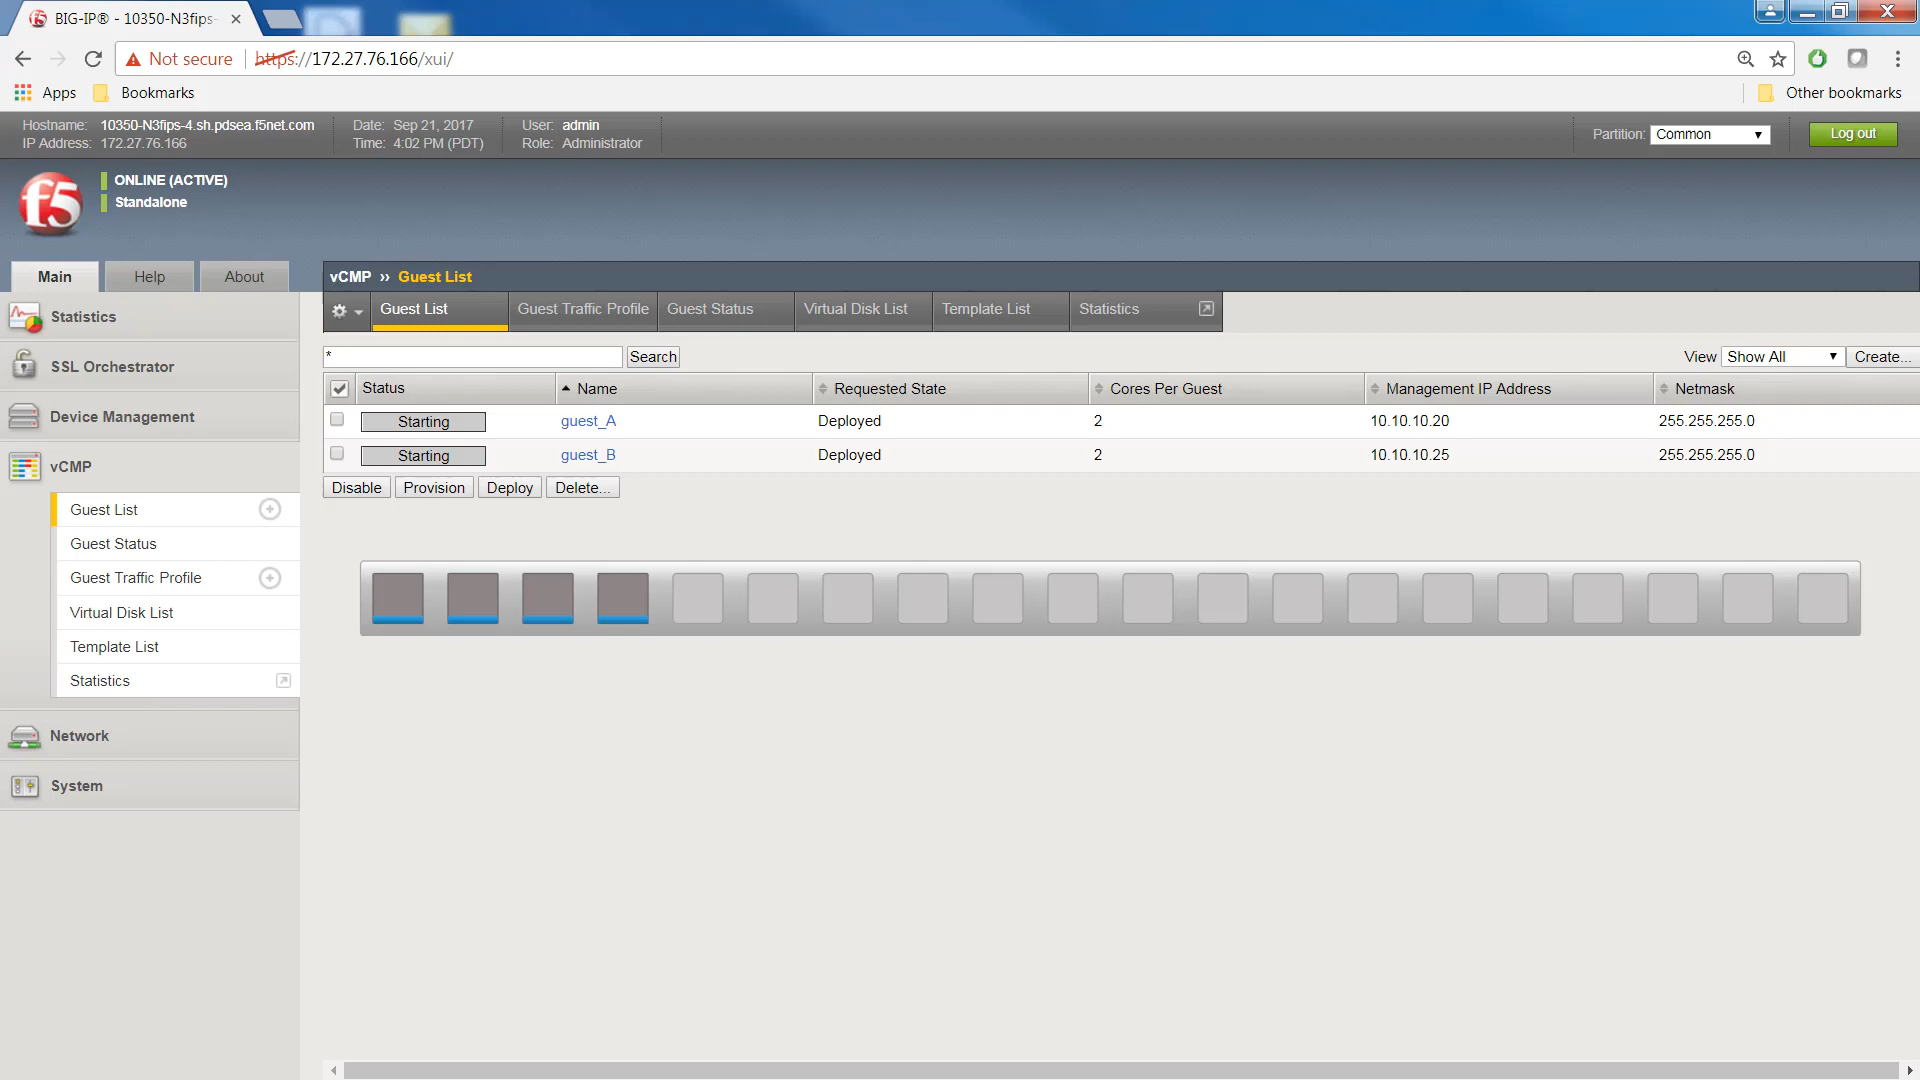 BIG-IP® - 10350-N3fips-
Not secure https://172.27.76.166/xui/
Apps Bookmarks Other bookmarks
Hostname: 10350-N3fips-4.sh.pdsea.f5net.com Date: Sep 21, 2017 User: admin
IP Address: 172.27.76.166 Time: 4:02 PM (PDT) Role: Administrator
Partition: Common Log out
f5
ONLINE (ACTIVE)
Standalone
Main Help About
Statistics
SSL Orchestrator
Device Management
vCMP
Guest List
Guest Status
Guest Traffic Profile
Virtual Disk List
Template List
Statistics
Network
System
vCMP ›› Guest List
Guest List Guest Traffic Profile Guest Status Virtual Disk List Template List Statistics
* Search View Show All Create...
Status Name Requested State Cores Per Guest Management IP Address Netmask
Starting guest_A Deployed 2 10.10.10.20 255.255.255.0
Starting guest_B Deployed 2 10.10.10.25 255.255.255.0
Disable Provision Deploy Delete...